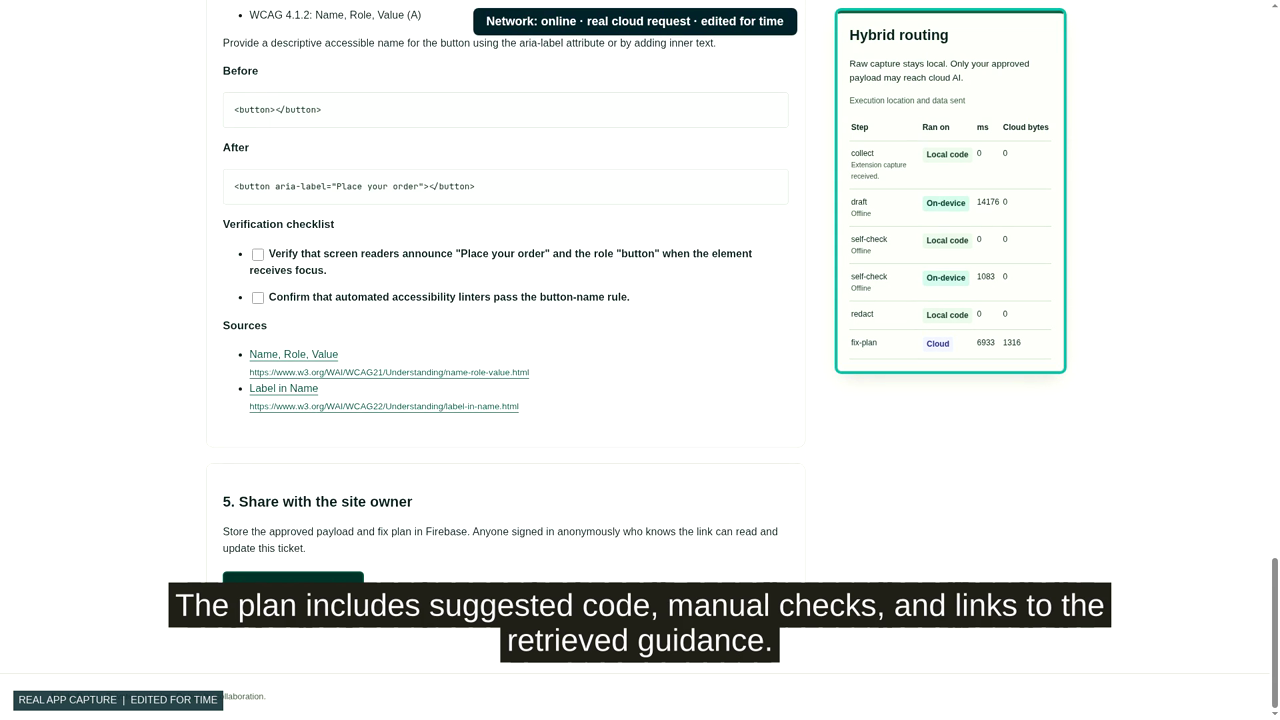 WCAG 4.1.2: Name, Role, Value (A)
Network: online · real cloud request · edited for time
Provide a descriptive accessible name for the button using the aria-label attribute or by adding inner text.
Before
<button></button>
After
<button aria-label="Place your order"></button>
Verification checklist
Verify that screen readers announce "Place your order" and the role "button" when the element
receives focus.
Confirm that automated accessibility linters pass the button-name rule.
Sources
Name, Role, Value
https://www.w3.org/WAI/WCAG21/Understanding/name-role-value.html
Label in Name
https://www.w3.org/WAI/WCAG22/Understanding/label-in-name.html
5. Share with the site owner
Store the approved payload and fix plan in Firebase. Anyone signed in anonymously who knows the link can read and
update this ticket.
Hybrid routing
Raw capture stays local. Only your approved
payload may reach cloud AI.
Execution location and data sent
Step Ran on ms Cloud bytes
collect Local code 0 0
Extension capture
received.
draft On-device 14176 0
Offline
self-check Local code 0 0
Offline
self-check On-device 1083 0
Offline
redact Local code 0 0
fix-plan Cloud 6933 1316
The plan includes suggested code, manual checks, and links to the
retrieved guidance.
REAL APP CAPTURE | EDITED FOR TIME